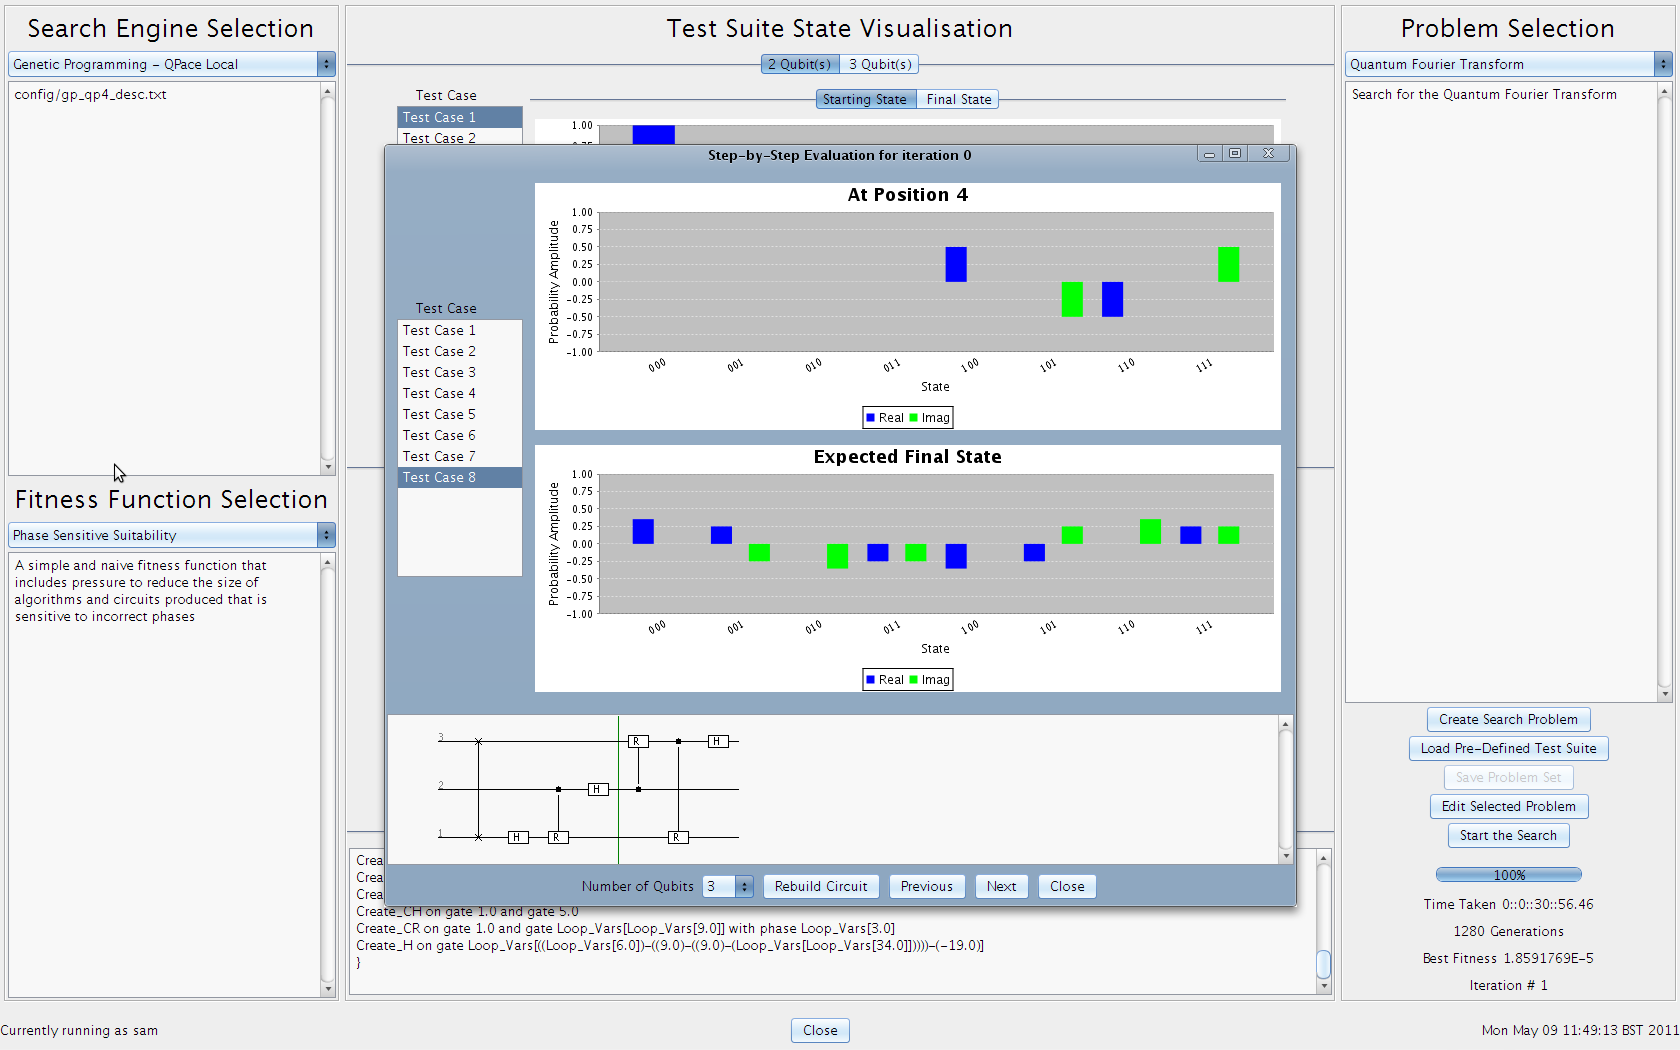 Search Engine Selection
Genetic Programming – QPace Local
config/gp_qp4_desc.txt
Fitness Function Selection
Phase Sensitive Suitability
A simple and naive fitness function that
includes pressure to reduce the size of
algorithms and circuits produced that is
sensitive to incorrect phases
Test Suite State Visualisation
2 Qubit(s) 3 Qubit(s)
Test Case
Test Case 1
Test Case 2
Starting State Final State
1.00
Step-by-Step Evaluation for iteration 0
Test Case
Test Case 1
Test Case 2
Test Case 3
Test Case 4
Test Case 5
Test Case 6
Test Case 7
Test Case 8
At Position 4
Probability Amplitude
1.00
0.75
0.50
0.25
0.00
-0.25
-0.50
-0.75
-1.00
000 001 010 011 100 101 110 111
State
Real Imag
Expected Final State
Probability Amplitude
1.00
0.75
0.50
0.25
0.00
-0.25
-0.50
-0.75
-1.00
000 001 010 011 100 101 110 111
State
Real Imag
3 R H
2 H
1 H R R
Number of Qubits 3 Rebuild Circuit Previous Next Close
Crea
Crea
Crea
Create_CH on gate 1.0 and gate 5.0
Create_CR on gate 1.0 and gate Loop_Vars[Loop_Vars[9.0]] with phase Loop_Vars[3.0]
Create_H on gate Loop_Vars[((Loop_Vars[6.0])-((9.0)-((9.0)-(Loop_Vars[Loop_Vars[34.0]]))))-(-19.0)]
}
Problem Selection
Quantum Fourier Transform
Search for the Quantum Fourier Transform
Create Search Problem
Load Pre-Defined Test Suite
Save Problem Set
Edit Selected Problem
Start the Search
100%
Time Taken 0::0::30::56.46
1280 Generations
Best Fitness 1.8591769E-5
Iteration # 1
Currently running as sam
Close
Mon May 09 11:49:13 BST 2011